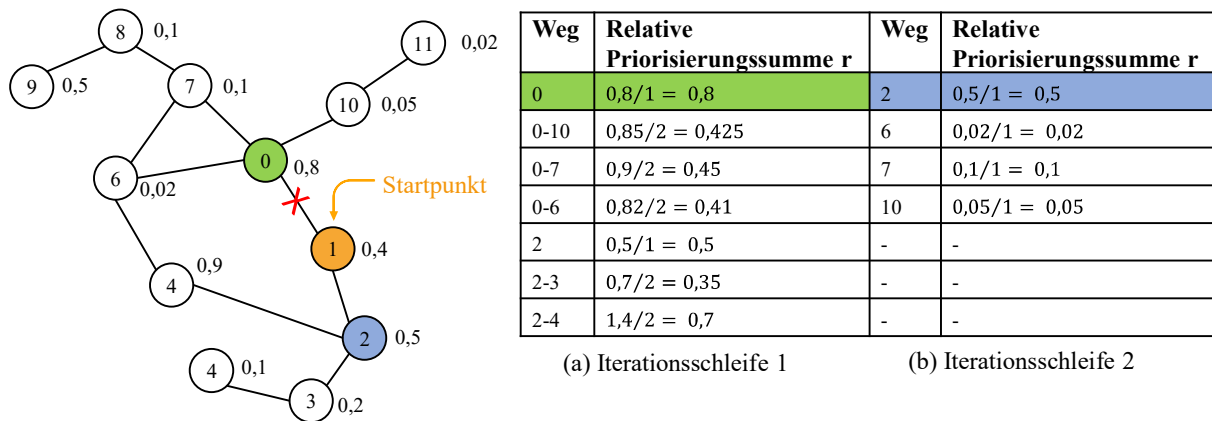 8 0,1
9 0,5
7 0,1
11 0,02
10 0,05
0 0,8
6 0,02
Startpunkt
1 0,4
4 0,9
2 0,5
4 0,1
3 0,2
Weg Relative Priorisierungssumme r Weg Relative Priorisierungssumme r
0 0,8/1 = 0,8 2 0,5/1 = 0,5
0-10 0,85/2 = 0,425 6 0,02/1 = 0,02
0-7 0,9/2 = 0,45 7 0,1/1 = 0,1
0-6 0,82/2 = 0,41 10 0,05/1 = 0,05
2 0,5/1 = 0,5 - -
2-3 0,7/2 = 0,35 - -
2-4 1,4/2 = 0,7 - -
(a) Iterationsschleife 1 (b) Iterationsschleife 2